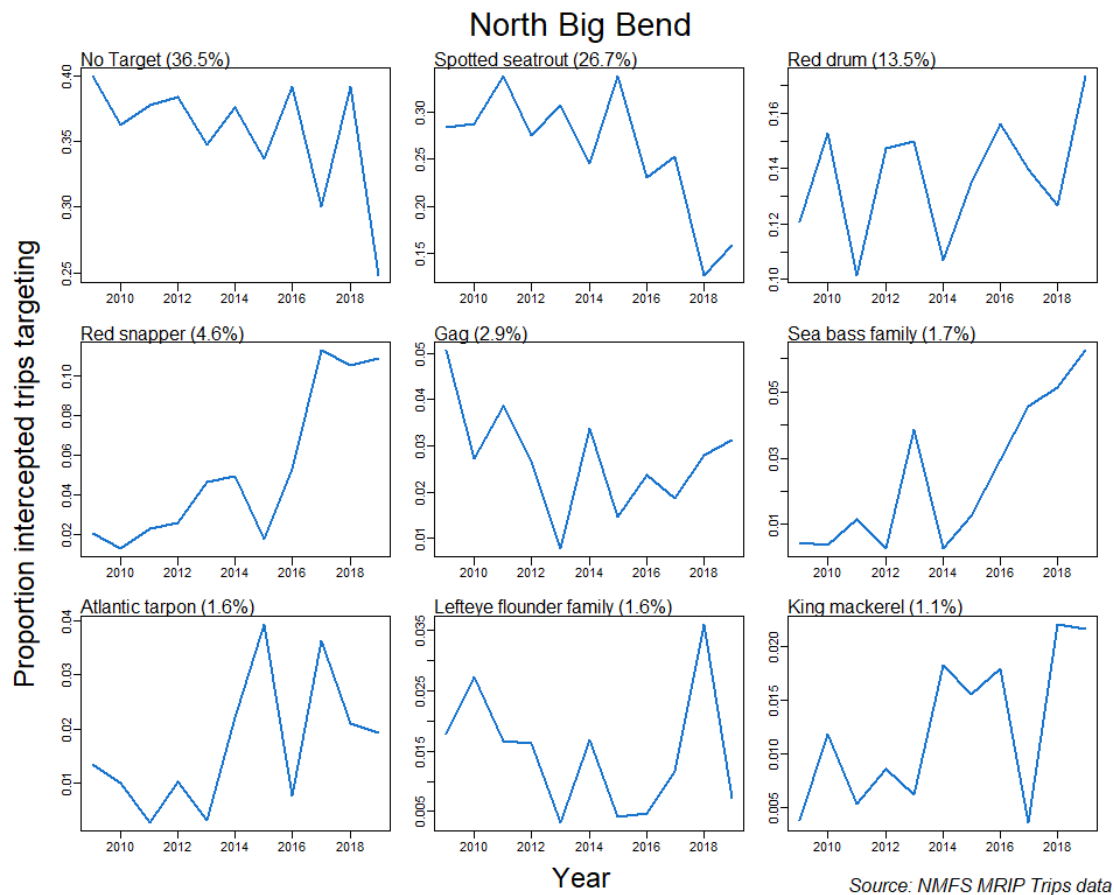 North Big Bend
Proportion intercepted trips targeting
No Target (36.5%)
0.40
0.35
0.30
0.25
2010 2012 2014 2016 2018
Spotted seatrout (26.7%)
0.30
0.25
0.20
0.15
2010 2012 2014 2016 2018
Red drum (13.5%)
0.16
0.14
0.12
0.10
2010 2012 2014 2016 2018
Red snapper (4.6%)
0.10
0.08
0.06
0.04
0.02
2010 2012 2014 2016 2018
Gag (2.9%)
0.05
0.04
0.03
0.02
0.01
2010 2012 2014 2016 2018
Sea bass family (1.7%)
0.05
0.03
0.01
2010 2012 2014 2016 2018
Atlantic tarpon (1.6%)
0.04
0.03
0.02
0.01
2010 2012 2014 2016 2018
Lefteye flounder family (1.6%)
0.035
0.025
0.015
0.005
2010 2012 2014 2016 2018
King mackerel (1.1%)
0.020
0.015
0.010
0.005
2010 2012 2014 2016 2018
Year
Source: NMFS MRIP Trips data